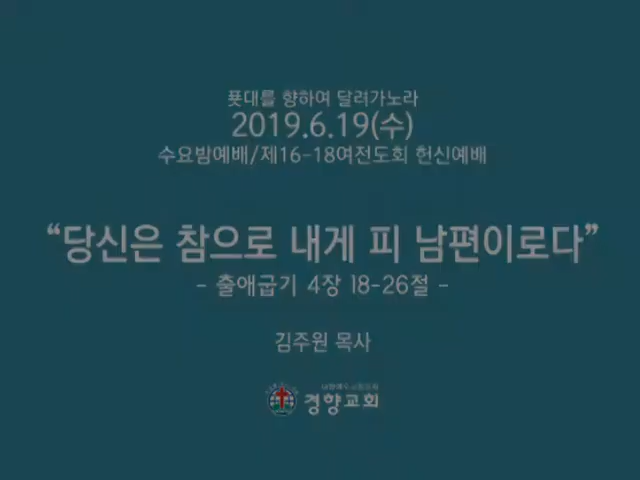 푯대를 향하여 달려가노라
2019.6.19(수)
수요밤예배/제16-18여전도회 헌신예배
“당신은 참으로 내게 피 남편이로다”
- 출애굽기 4장 18-26절 -
김주원 목사
경향교회